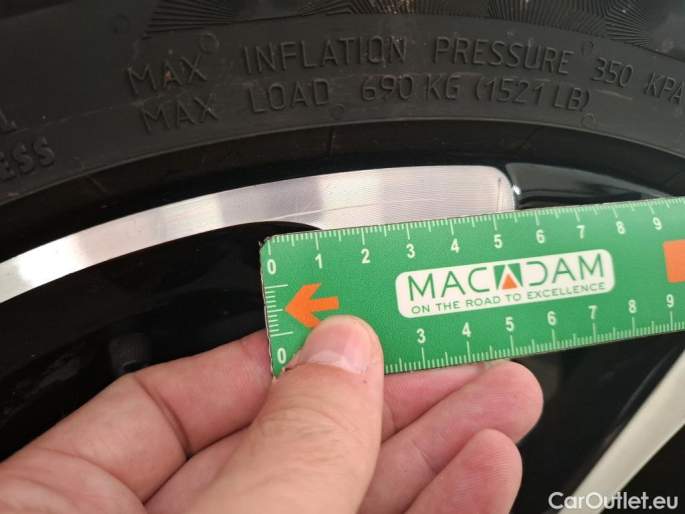 MAX INFLATION PRESSURE 350 KPA
MAX LOAD 690 KG (1521 LB)
ESS
0 1 2 3 4 5 6 7 8 9
MACADAM
ON THE ROAD TO EXCELLENCE
0 3 4 5 6 7 8 9
CarOutlet.eu